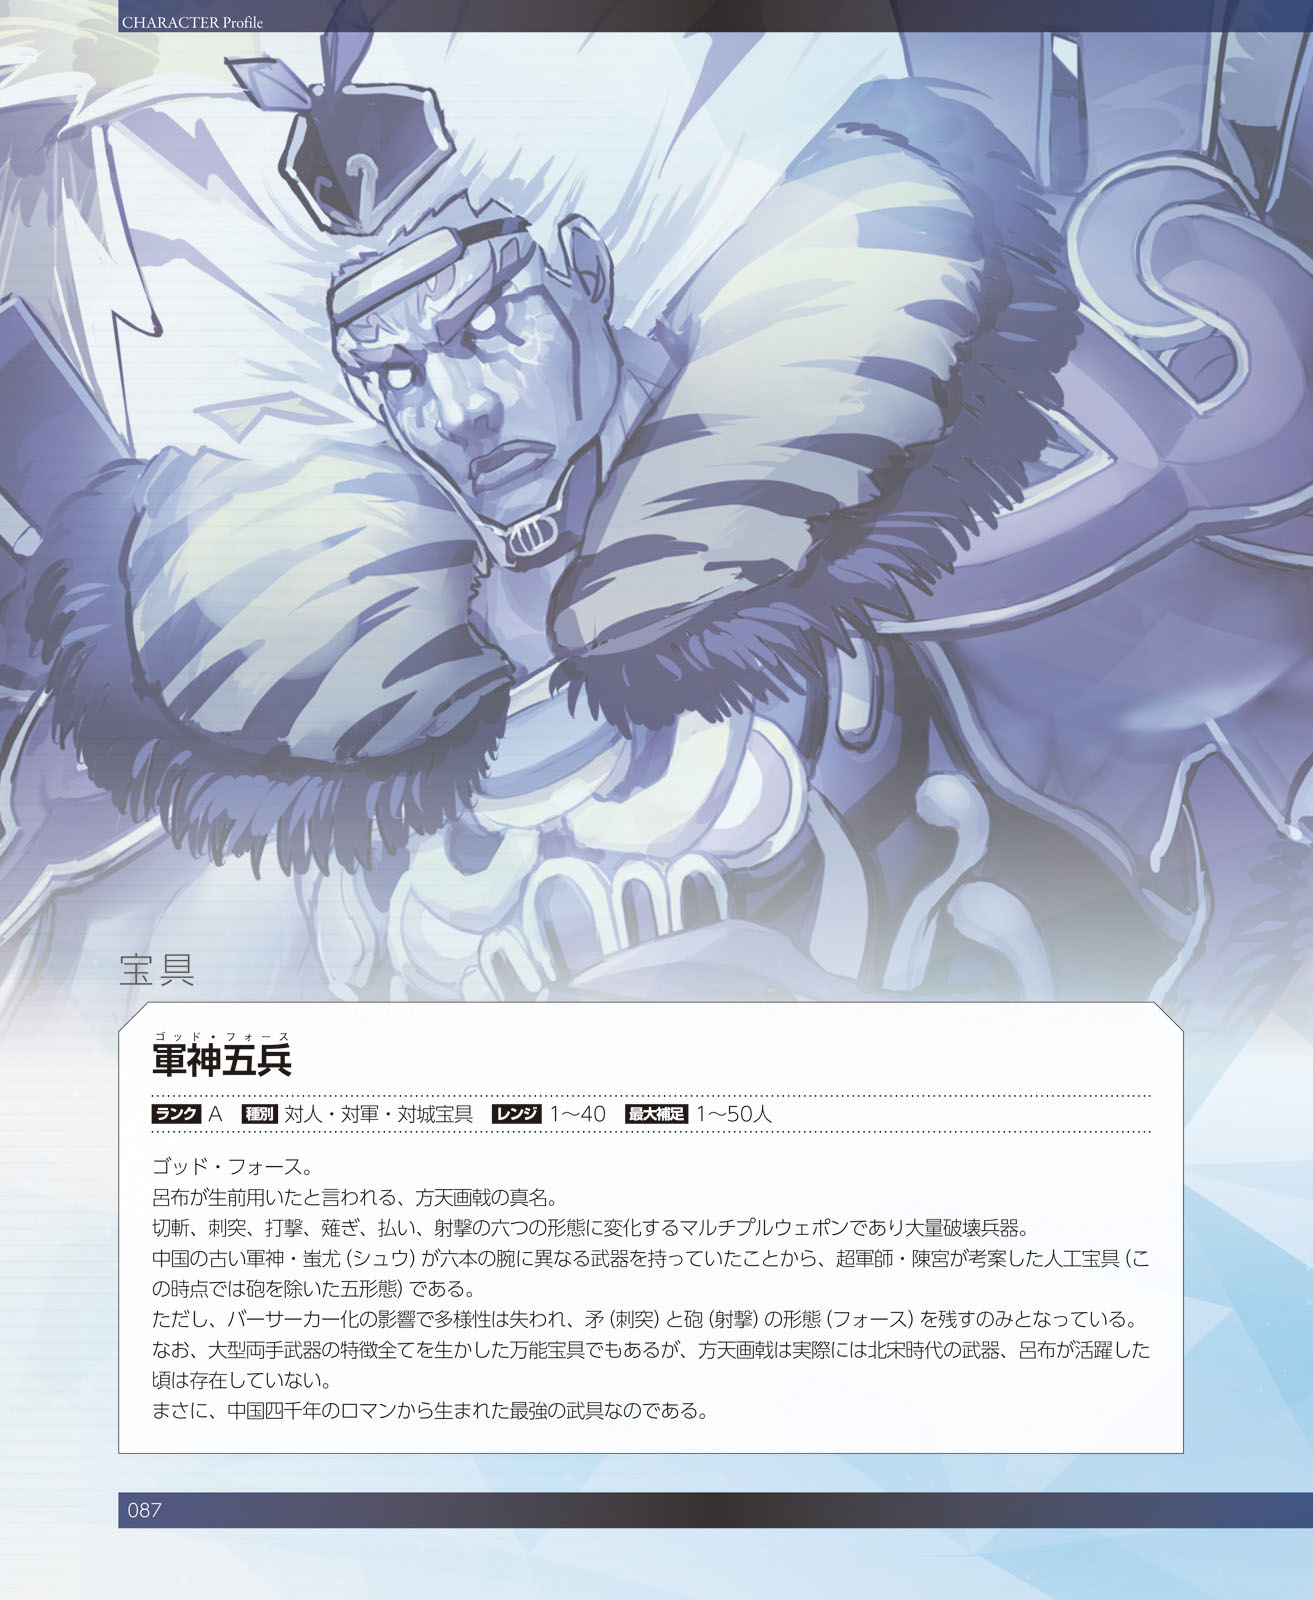 CHARACTER Profile
宝具
ゴッド・フォース
軍神五兵
ランク A 種別 対人・対軍・対城宝具 レンジ 1～40 最大補足 1～50人
ゴッド・フォース。
呂布が生前用いたと言われる、方天画戟の真名。
切斬、刺突、打撃、薙ぎ、払い、射撃の六つの形態に変化するマルチプルウェポンであり大量破壊兵器。
中国の古い軍神・蚩尤（シュウ）が六本の腕に異なる武器を持っていたことから、超軍師・陳宮が考案した人工宝具（こ
の時点では砲を除いた五形態）である。
ただし、バーサーカー化の影響で多様性は失われ、矛（刺突）と砲（射撃）の形態（フォース）を残すのみとなっている。
なお、大型両手武器の特徴全てを生かした万能宝具でもあるが、方天画戟は実際には北宋時代の武器、呂布が活躍した
頃は存在していない。
まさに、中国四千年のロマンから生まれた最強の武具なのである。
087